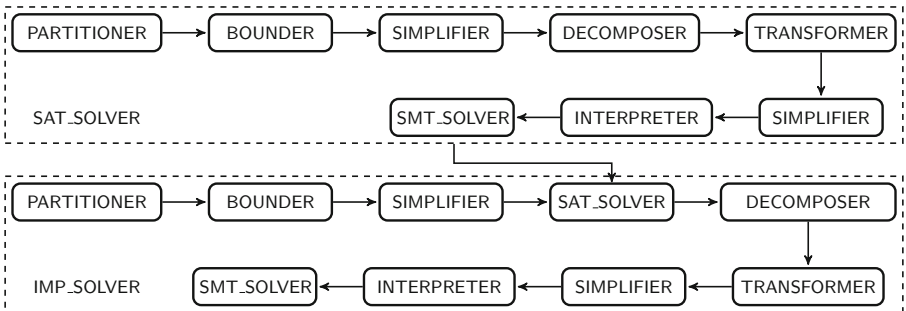 PARTITIONER BOUNDER SIMPLIFIER DECOMPOSER TRANSFORMER
SAT_SOLVER SMT_SOLVER INTERPRETER SIMPLIFIER
PARTITIONER BOUNDER SIMPLIFIER SAT_SOLVER DECOMPOSER
IMP_SOLVER SMT_SOLVER INTERPRETER SIMPLIFIER TRANSFORMER